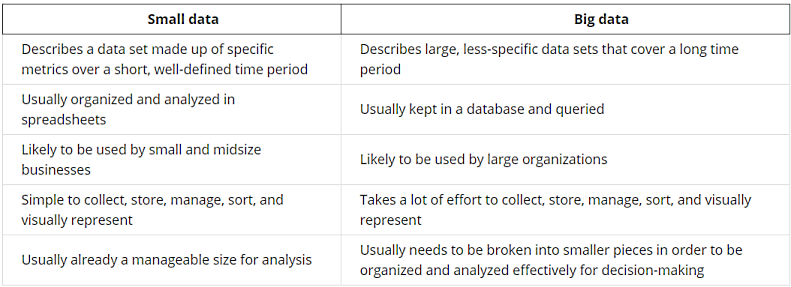 Small data
Big data
Describes a data set made up of specific
metrics over a short, well-defined time period
Describes large, less-specific data sets that cover a long time
period
Usually organized and analyzed in
spreadsheets
Usually kept in a database and queried
Likely to be used by small and midsize
businesses
Likely to be used by large organizations
Simple to collect, store, manage, sort, and
visually represent
Takes a lot of effort to collect, store, manage, sort, and visually
represent
Usually already a manageable size for analysis
Usually needs to be broken into smaller pieces in order to be
organized and analyzed effectively for decision-making